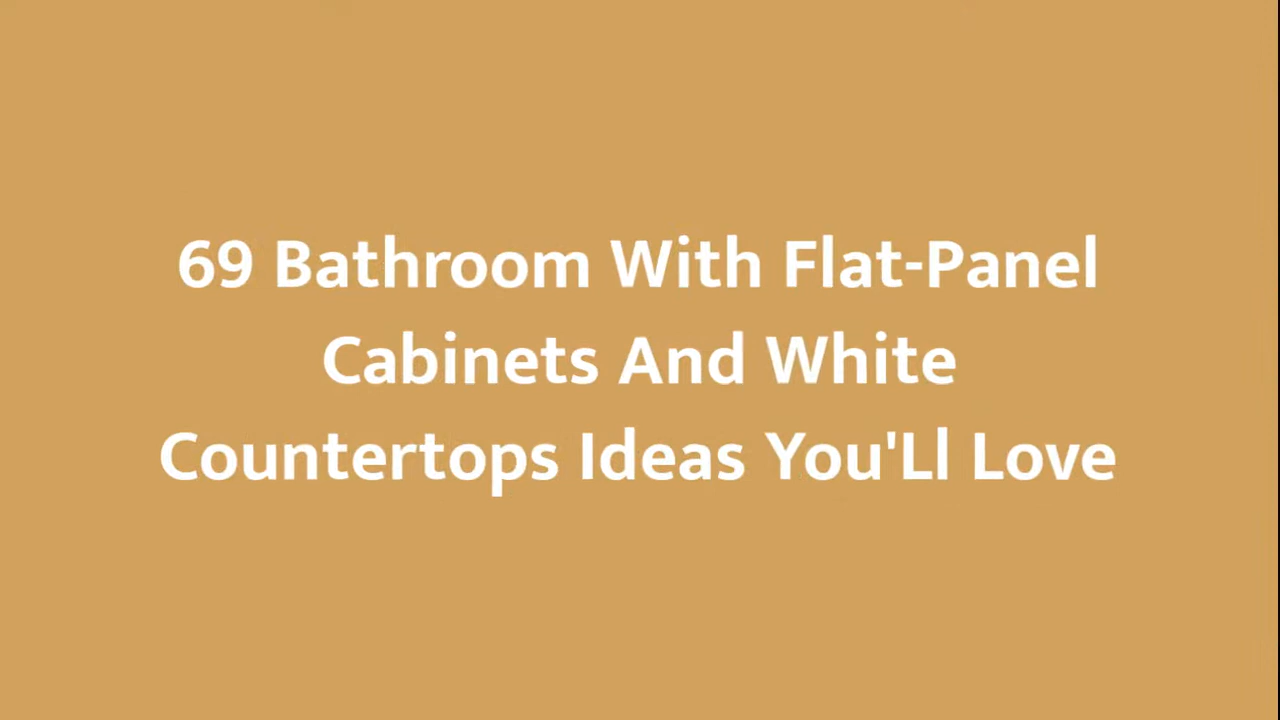 69 Bathroom With Flat-Panel
Cabinets And White
Countertops Ideas You'Ll Love